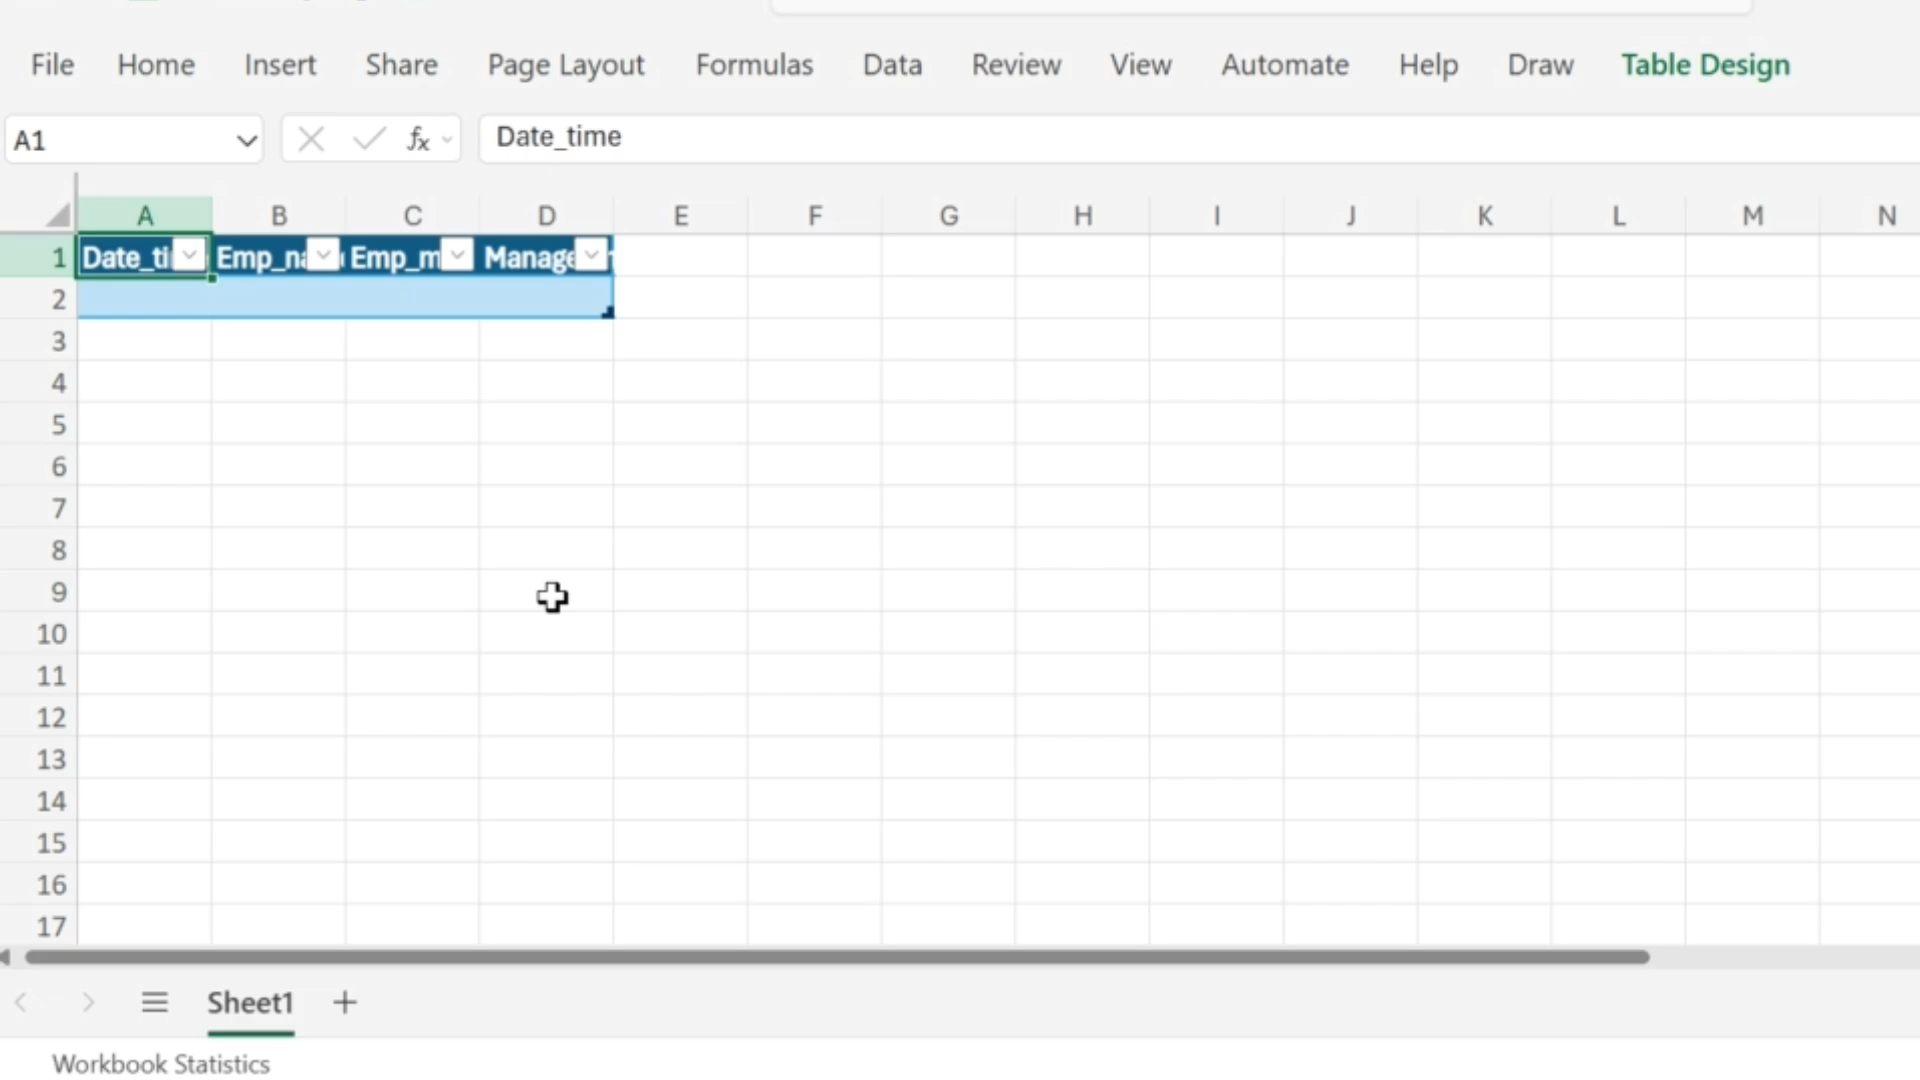 File Home Insert Share Page Layout Formulas Data Review View Automate Help Draw Table Design
A1 fx Date_time
A B C D E F G H I J K L M N
1 Date_ti Emp_na Emp_m Manage
2
3
4
5
6
7
8
9
10
11
12
13
14
15
16
17
Sheet1
Workbook Statistics